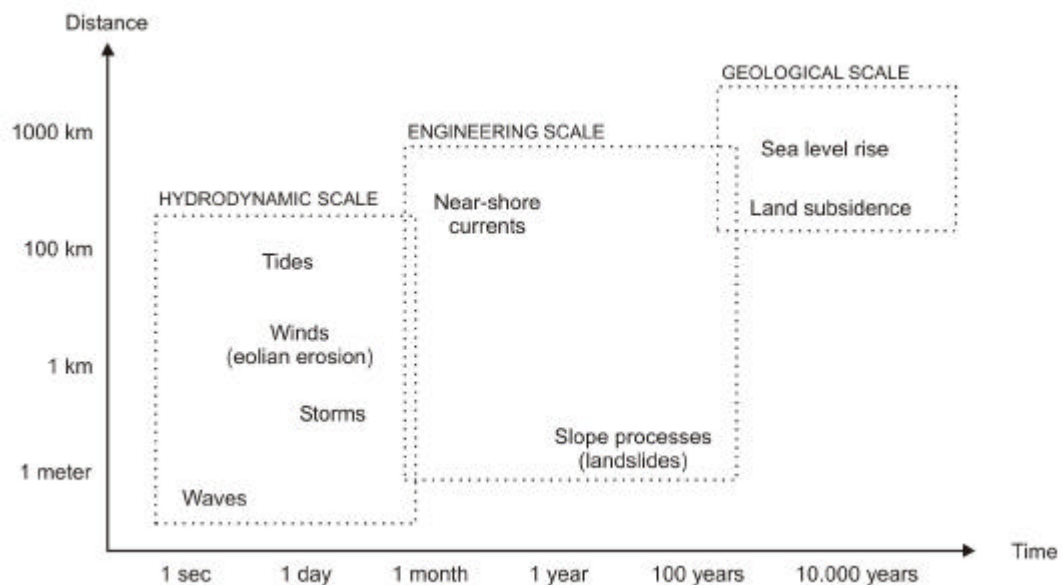 Distance
GEOLOGICAL SCALE
1000 km
ENGINEERING SCALE
Sea level rise
HYDRODYNAMIC SCALE
Near-shore
currents
Land subsidence
100 km
Tides
Winds
(eolian erosion)
1 km
Storms
Slope processes
(landslides)
1 meter
Waves
Time
1 sec 1 day 1 month 1 year 100 years 10.000 years